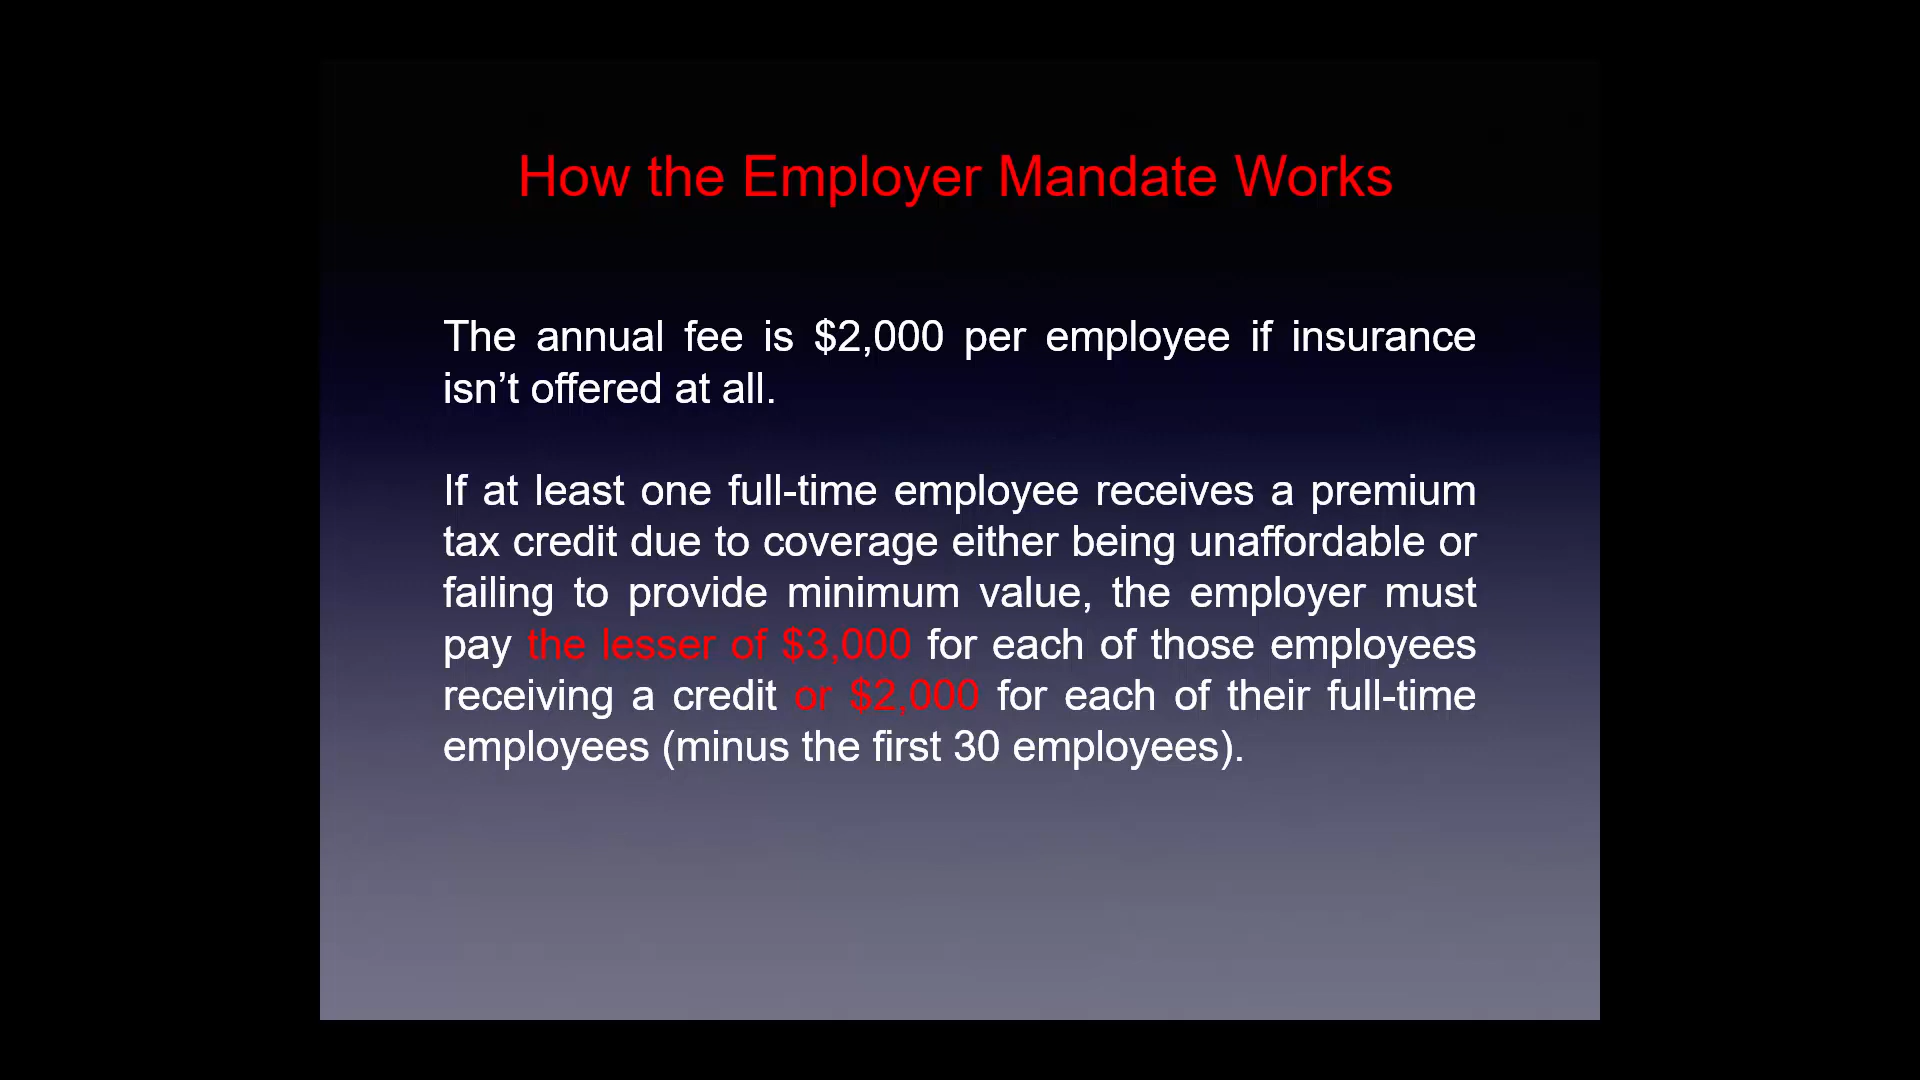 How the Employer Mandate Works
The annual fee is $2,000 per employee if insurance
isn’t offered at all.
If at least one full-time employee receives a premium
tax credit due to coverage either being unaffordable or
failing to provide minimum value, the employer must
pay the lesser of $3,000 for each of those employees
receiving a credit or $2,000 for each of their full-time
employees (minus the first 30 employees).